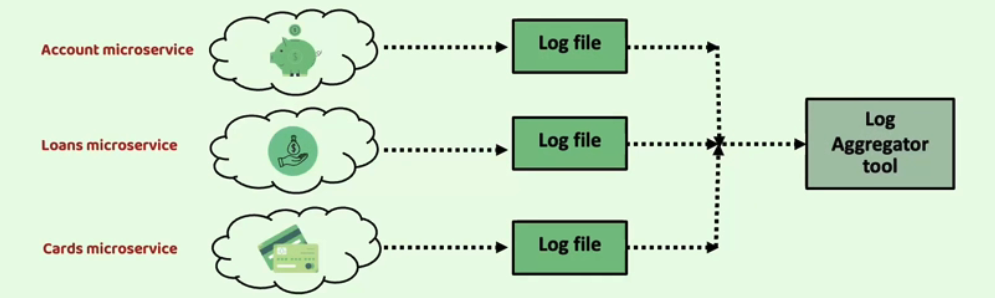 Account microservice
Log file
Loans microservice
Log file
Cards microservice
Log file
Log
Aggregator
tool